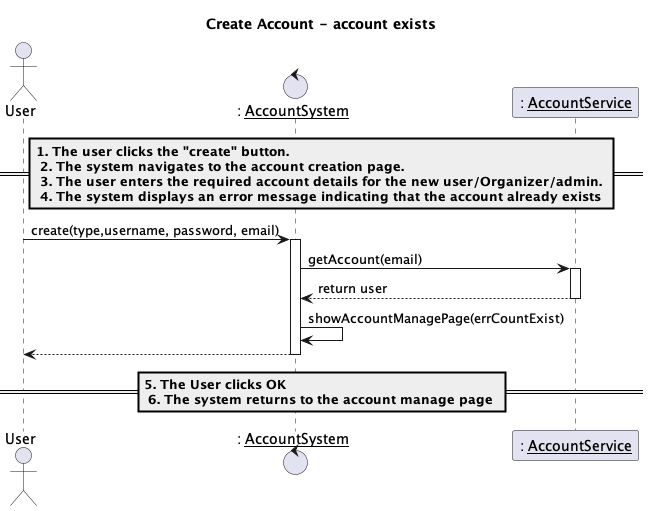 Create Account - account exists
User
: AccountSystem
: AccountService
1. The user clicks the "create" button.
2. The system navigates to the account creation page.
3. The user enters the required account details for the new user/Organizer/admin.
4. The system displays an error message indicating that the account already exists
create(type,username, password, email)
getAccount(email)
return user
showAccountManagePage(errCountExist)
5. The User clicks OK
6. The system returns to the account manage page
User
: AccountSystem
: AccountService